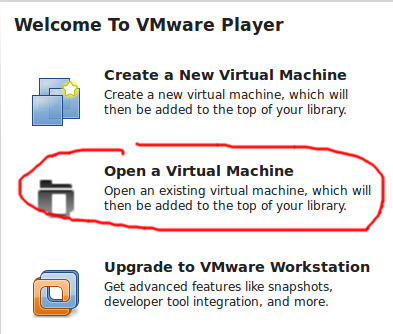 Welcome To VMware Player
Create a New Virtual Machine
Create a new virtual machine, which will
then be added to the top of your library.
Open a Virtual Machine
Open an existing virtual machine, which will
then be added to the top of your library.
Upgrade to VMware Workstation
Get advanced features like snapshots,
developer tool integration, and more.